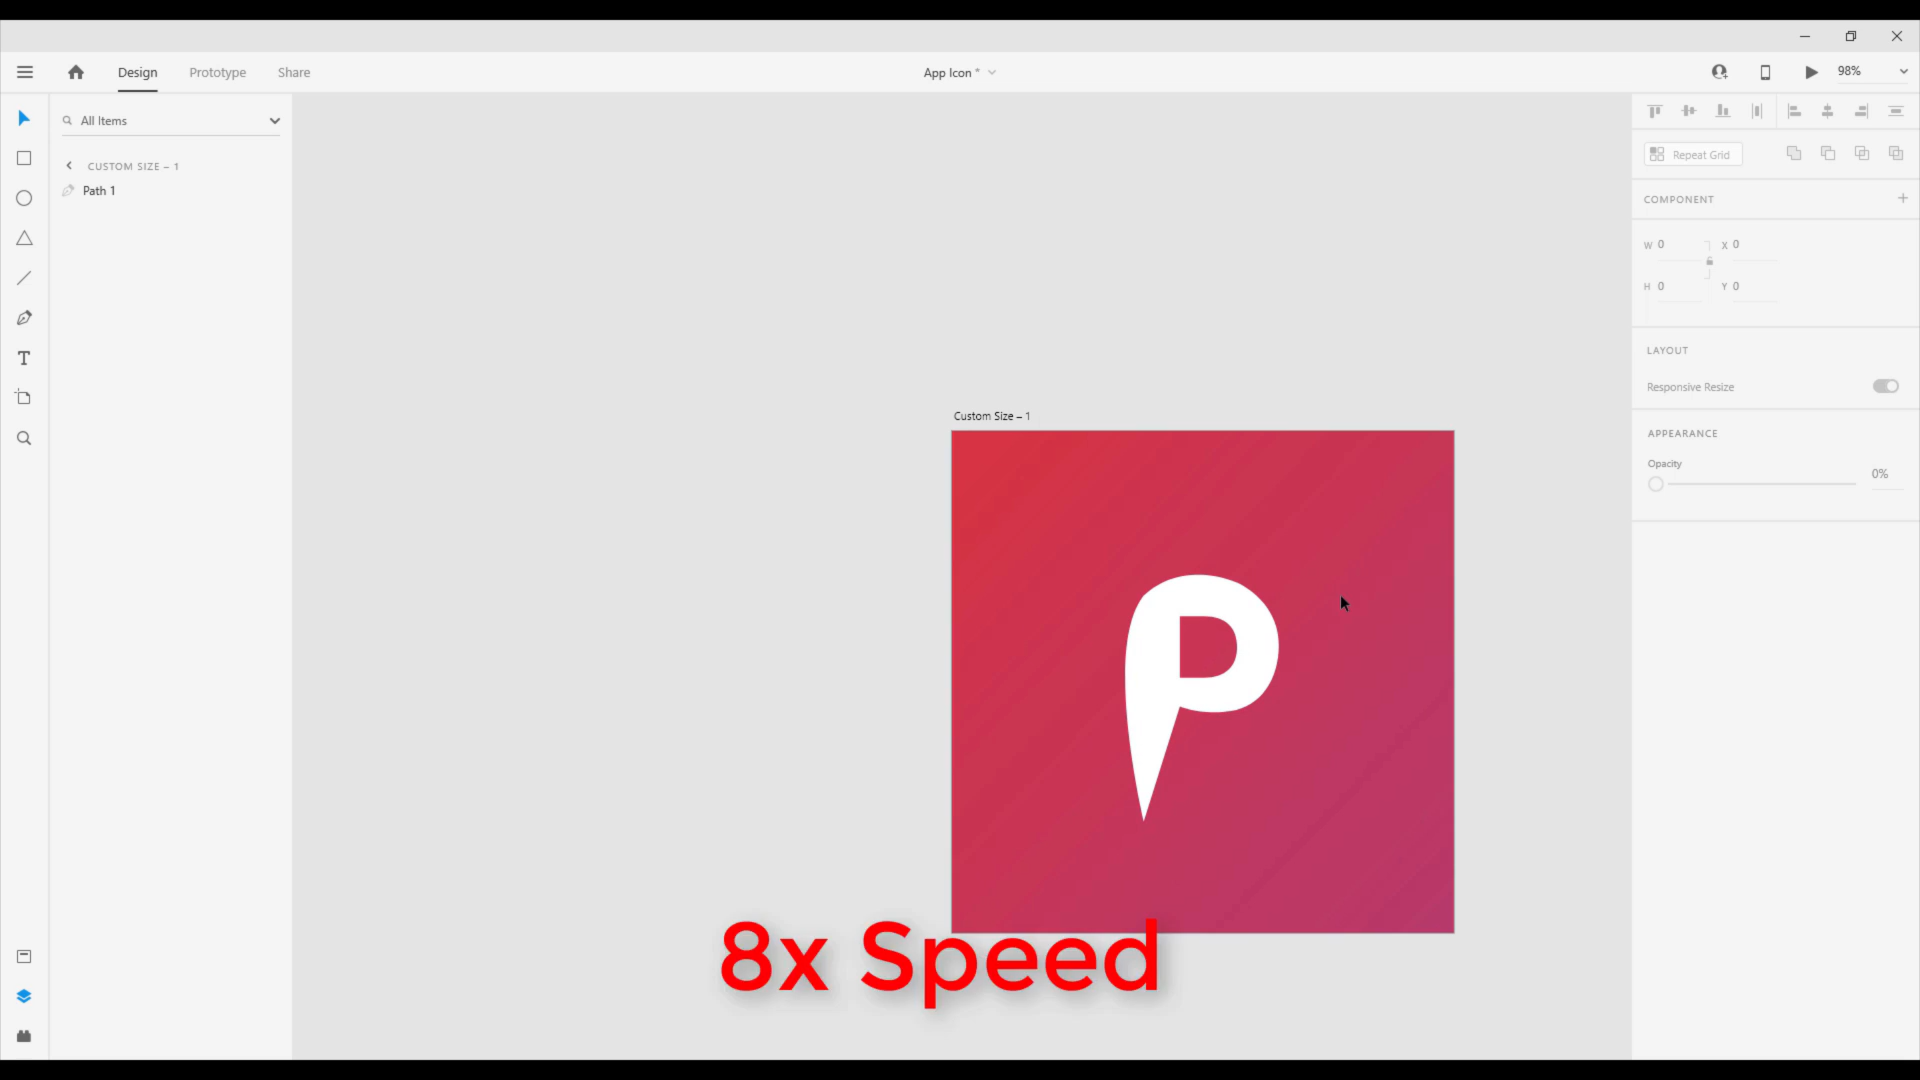 Design
Prototype
Share
App Icon *
98%
All Items
CUSTOM SIZE – 1
Path 1
Repeat Grid
COMPONENT
W 0
X 0
H 0
Y 0
LAYOUT
Responsive Resize
APPEARANCE
Opacity
0%
Custom Size – 1
P
8x Speed